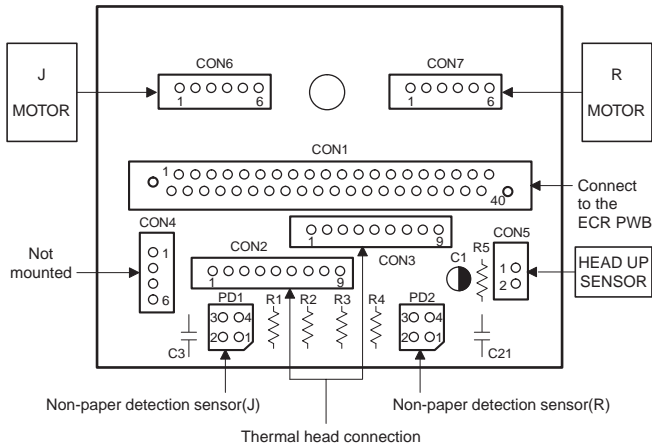 J
MOTOR
CON6
1 6
CON7
1 6
R
MOTOR
CON1
1
40
Connect
to the
ECR PWB
CON4
1
6
Not
mounted
CON2
1 9
1 9
CON3
C1
R5
CON5
1
2
HEAD UP
SENSOR
PD1
3 4
2 1
R1
R2
R3
R4
PD2
3 4
2 1
C3
C21
Non-paper detection sensor(J)
Non-paper detection sensor(R)
Thermal head connection